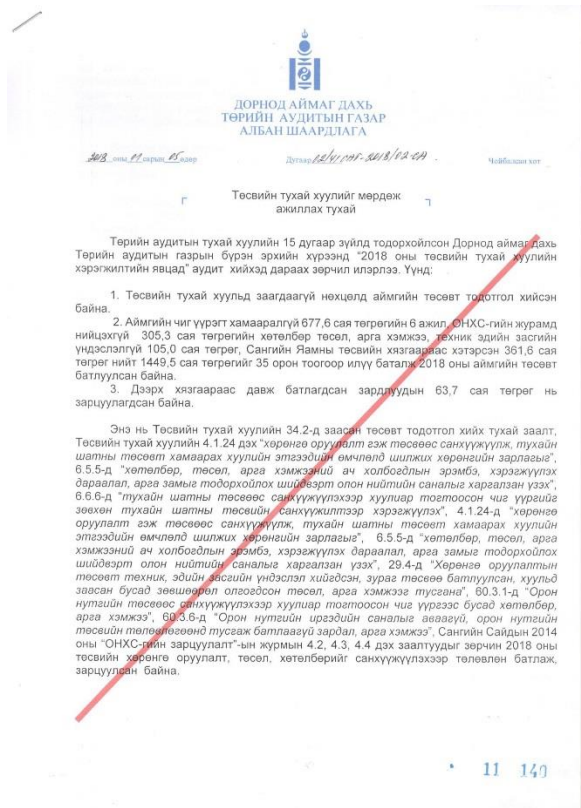 ДОРНОД АЙМАГ ДАХЬ
ТӨРИЙН АУДИТЫН ГАЗАР
АЛБАН ШААРДЛАГА
2018 оны 01 сарын 05 өдөр Дугаар Чойбалсан хот
Төсвийн тухай хуулийг мөрдөж
ажиллах тухай
Төрийн аудитын тухай хуулийн 15 дугаар зүйлд тодорхойлсон Дорнод аймаг дахь
Төрийн аудитын газрын бүрэн эрхийн хүрээнд "2018 оны төсвийн тухай хуулийн
хэрэгжилтийн явцад" аудит хийхэд дараах зөрчил илэрлээ. Үүнд:
1. Төсвийн тухай хуульд заагдаагүй нөхцөлд аймгийн төсөвт тодотгол хийсэн
байна.
2. Аймгийн чиг үүрэгт хамааралгүй 677,6 сая төгрөгийн 6 ажил, ОНХС-гийн журамд
нийцэхгүй 305,3 сая төгрөгийн хөтөлбөр төсөл, арга хэмжээ, техник эдийн засгийн
үндэслэлгүй 105,0 сая төгрөг, Сангийн Яамны төсвийн хязгаараас хэтэрсэн 361,6 сая
төгрөг нийт 1449,5 сая төгрөгийг 35 орон тоогоор илүү баталж 2018 оны аймгийн төсөвт
батлуулсан байна.
3. Дээрх хязгаараас давж батлагдсан зардлуудын 63,7 сая төгрөг нь
зарцуулагдсан байна.
Энэ нь Төсвийн тухай хуулийн 34.2-д заасан төсөвт тодотгол хийх тухай заалт,
Төсвийн тухай хуулийн 4.1.24 дэх "хөрөнгө оруулалт гэж төсвөөс санхүүжүүлж, тухайн
шатны төсөвт хамаарах хуулийн этгээдийн өмчлөлд шилжих хөрөнгийн зарлагыг",
6.5.5-д "хөтөлбөр, төсөл, арга хэмжээний ач холбогдлын эрэмбэ, хэрэгжүүлэх
дараалал, арга замыг тодорхойлох шийдвэрт олон нийтийн саналыг харгалзан үзэх",
6.6.6-д "тухайн шатны төсвөөс санхүүжүүлэхээр хуулиар тогтоосон чиг үүргийг
зөвхөн тухайн шатны төсвийн санхүүжилтээр хэрэгжүүлэх", 4.1.24-д "хөрөнгө
оруулалт гэж төсвөөс санхүүжүүлж, тухайн шатны төсөвт хамаарах хуулийн
этгээдийн өмчлөлд шилжих хөрөнгийн зарлагыг", 6.5.5-д "хөтөлбөр, төсөл, арга
хэмжээний ач холбогдлын эрэмбэ, хэрэгжүүлэх дараалал, арга замыг тодорхойлох
шийдвэрт олон нийтийн саналыг харгалзан үзэх", 29.4-д "Хөрөнгө оруулалтын
төсөвт техник, эдийн засгийн үндэслэл хийгдсэн, зураг төсөвө батлуулсан, хуульд
заасан бусад зөвшөөрөл олгогдсон төсөл, арга хэмжээг тусгана", 60.3.1-д "Орон
нутгийн төсвөөс санхүүжүүлэхээр хуулиар тогтоосон чиг үүргээс бусад хөтөлбөр,
арга хэмжээ", 60.3.6-д "Орон нутгийн иргэдийн саналыг аваагүй, орон нутгийн
төсвийн төлөвлөгөөнд тусгаж батлаагүй зардал, арга хэмжээ", Сангийн Сайдын 2014
оны "ОНХС-гийн зарцуулалт"-ын журмын 4.2, 4.3, 4.4 дэх заалтуудыг зөрчин 2018 оны
төсвийн хөрөнгө оруулалт, төсөл, хөтөлбөрийг санхүүжүүлэхээр төлөвлөн батлаж,
зарцуулсан байна.
11 140